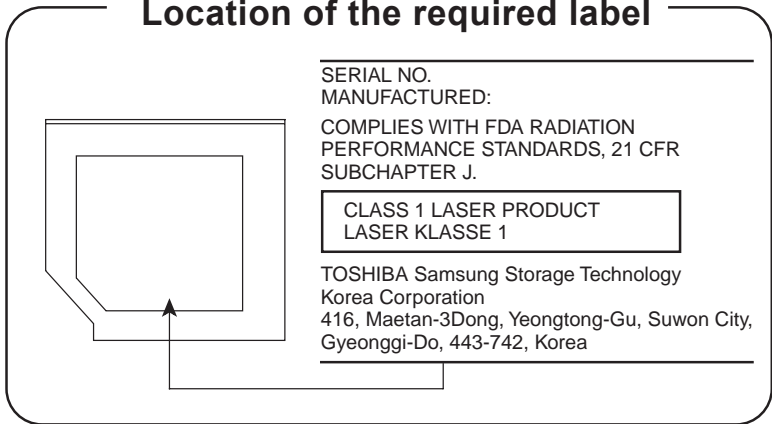 Location of the required label
SERIAL NO.
MANUFACTURED:
COMPLIES WITH FDA RADIATION
PERFORMANCE STANDARDS, 21 CFR
SUBCHAPTER J.
CLASS 1 LASER PRODUCT
LASER KLASSE 1
TOSHIBA Samsung Storage Technology
Korea Corporation
416, Maetan-3Dong, Yeongtong-Gu, Suwon City,
Gyeonggi-Do, 443-742, Korea